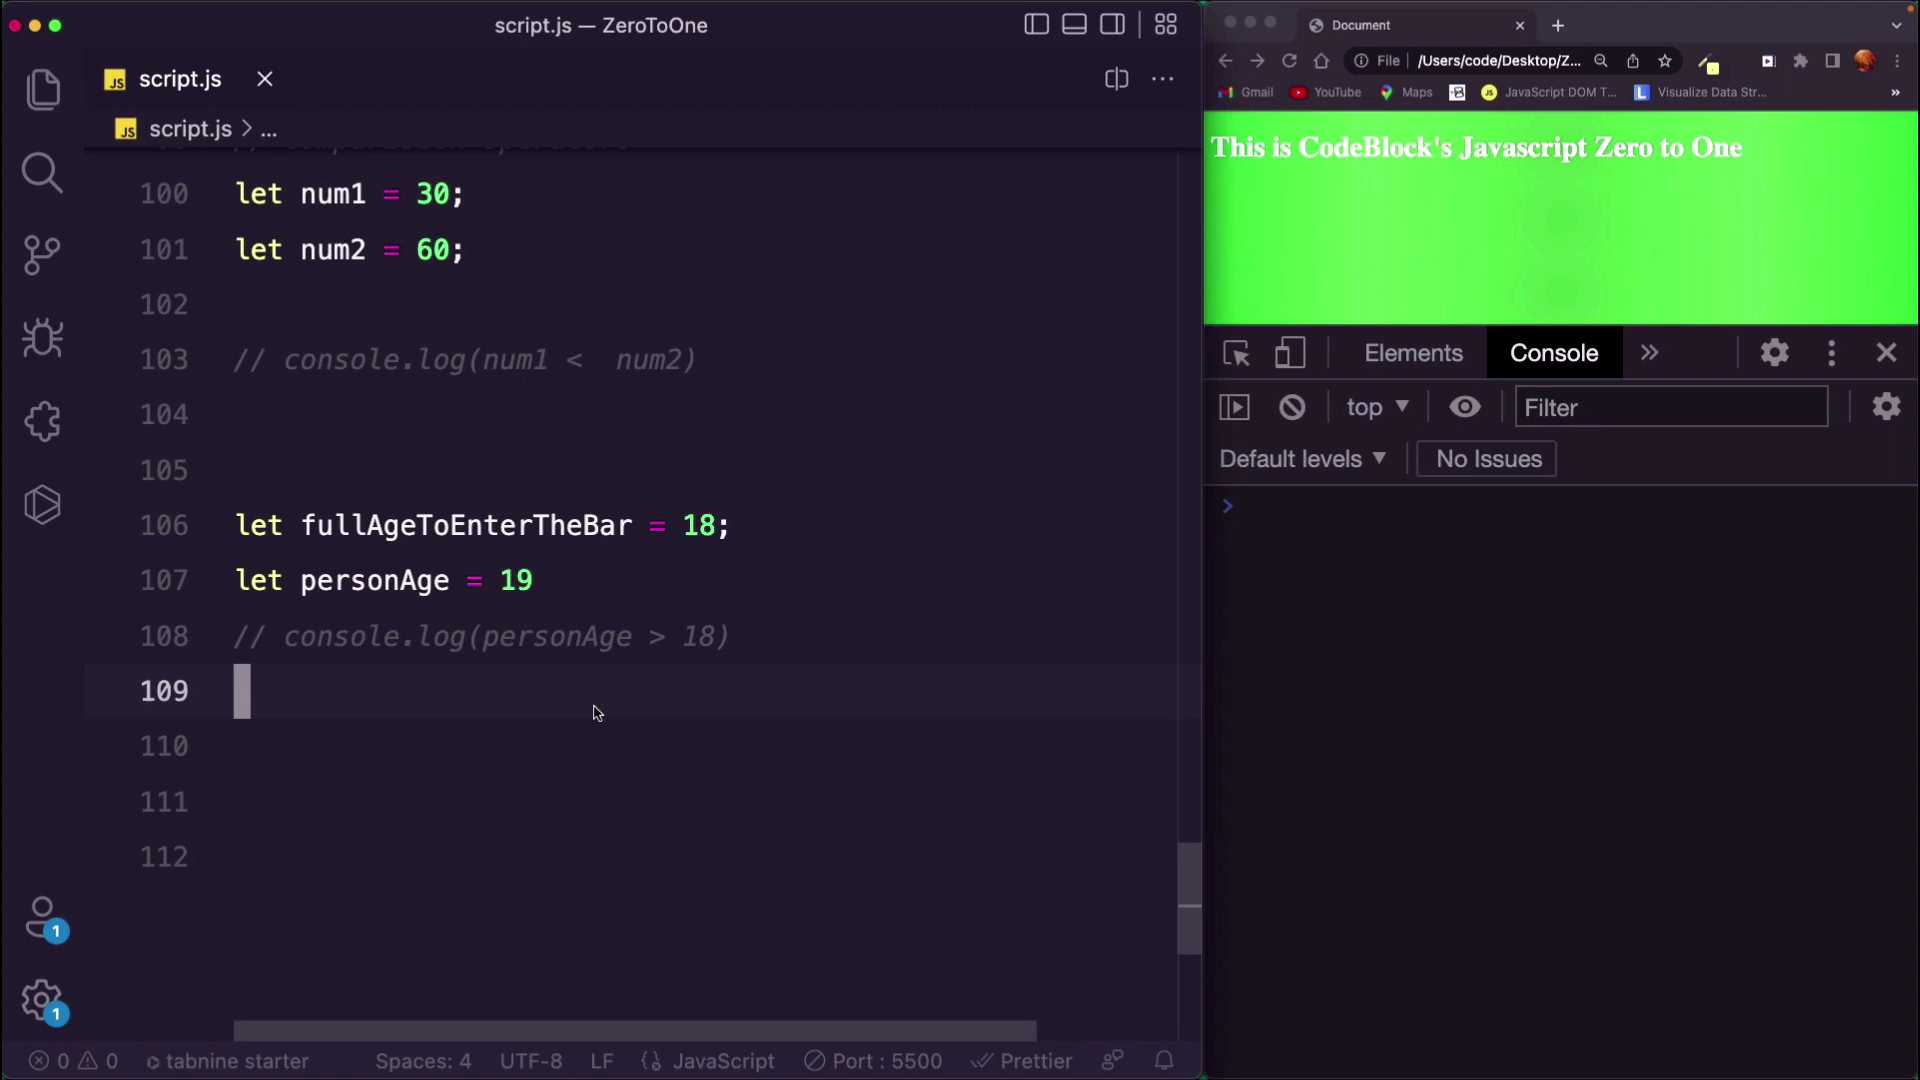 script.js — ZeroToOne
script.js
script.js > ...
100 let num1 = 30;
101 let num2 = 60;
102
103 // console.log(num1 <  num2)
104
105
106 let fullAgeToEnterTheBar = 18;
107 let personAge = 19
108 // console.log(personAge > 18)
109
110
111
112
1
1
0 0 tabnine starter Spaces: 4 UTF-8 LF {} JavaScript Port : 5500 Prettier
Document
File /Users/code/Desktop/Z...
Gmail YouTube Maps JavaScript DOM T... Visualize Data Str... »
This is CodeBlock's Javascript Zero to One
Elements Console »
top Filter
Default levels No Issues
>